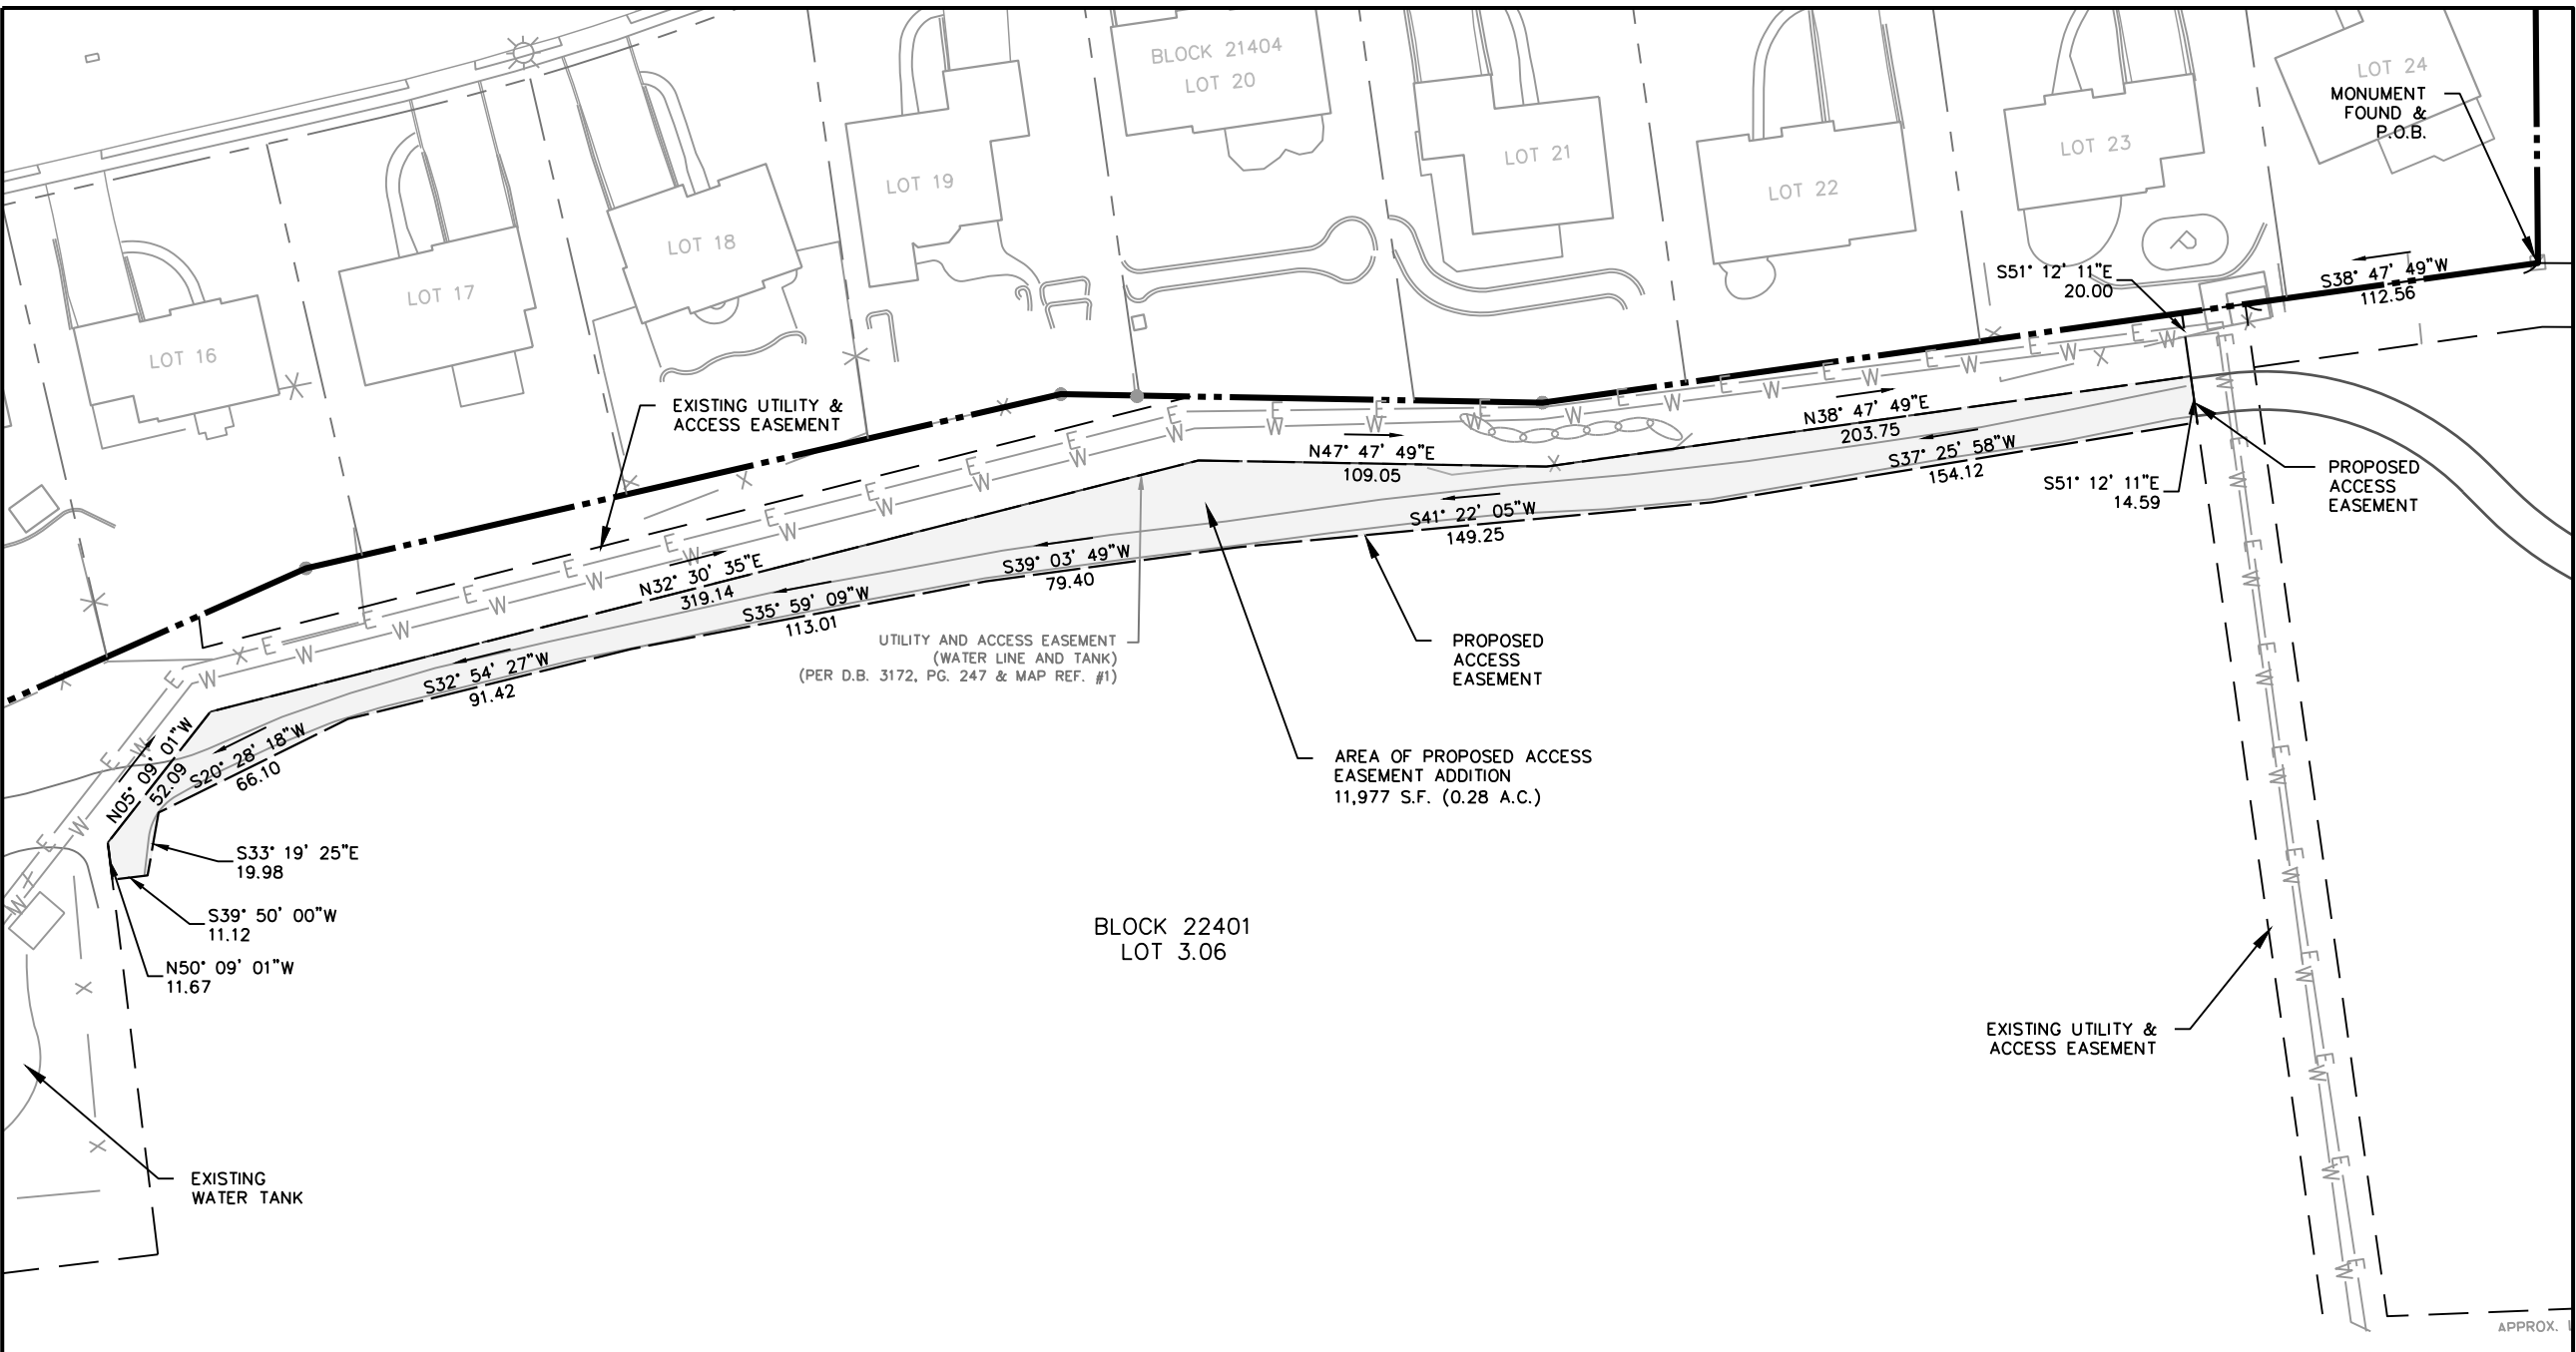 BLOCK 21404
LOT 20
LOT 24
MONUMENT
FOUND &
P.O.B.
LOT 23
LOT 21
LOT 22
LOT 19
LOT 18
LOT 17
LOT 16
P
S51° 12' 11"E
20.00
S38° 47' 49"W
112.56
EXISTING UTILITY &
ACCESS EASEMENT
N38° 47' 49"E
203.75
N47° 47' 49"E
109.05
S37° 25' 58"W
154.12
S51° 12' 11"E
14.59
PROPOSED
ACCESS
EASEMENT
S41° 22' 05"W
149.25
S39° 03' 49"W
79.40
N32° 30' 35"E
319.14
S35° 59' 09"W
113.01
UTILITY AND ACCESS EASEMENT
(WATER LINE AND TANK)
(PER D.B. 3172, PG. 247 & MAP REF. #1)
PROPOSED
ACCESS
EASEMENT
S32° 54' 27"W
91.42
N05° 09' 01"W
52.09
S20° 28' 18"W
66.10
AREA OF PROPOSED ACCESS
EASEMENT ADDITION
11,977 S.F. (0.28 A.C.)
S33° 19' 25"E
19.98
S39° 50' 00"W
11.12
N50° 09' 01"W
11.67
BLOCK 22401
LOT 3.06
EXISTING UTILITY &
ACCESS EASEMENT
EXISTING
WATER TANK
APPROX.